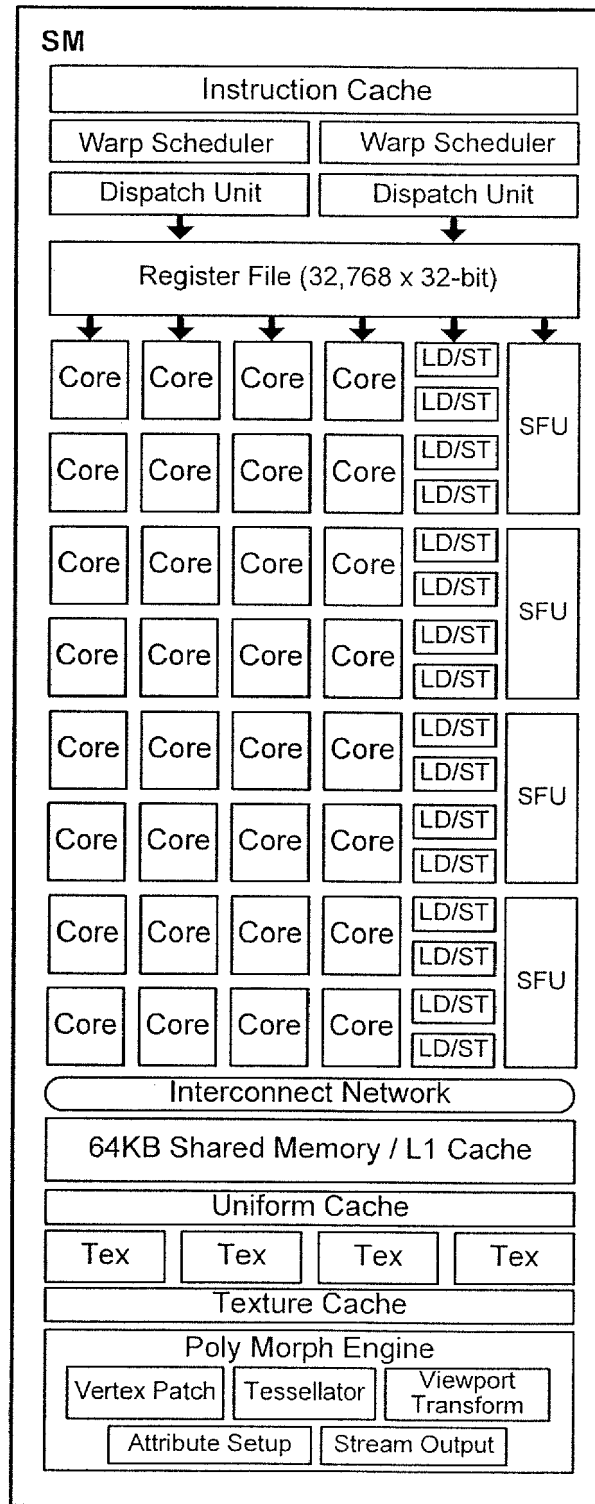 SM
Instruction Cache
Warp Scheduler Warp Scheduler
Dispatch Unit Dispatch Unit
Register File (32,768 x 32-bit)
Core Core Core Core LD/ST SFU
LD/ST
Core Core Core Core LD/ST
LD/ST
Core Core Core Core LD/ST SFU
LD/ST
Core Core Core Core LD/ST
LD/ST
Core Core Core Core LD/ST SFU
LD/ST
Core Core Core Core LD/ST
LD/ST
Core Core Core Core LD/ST SFU
LD/ST
Core Core Core Core LD/ST
LD/ST
Interconnect Network
64KB Shared Memory / L1 Cache
Uniform Cache
Tex Tex Tex Tex
Texture Cache
Poly Morph Engine
Vertex Patch Tessellator Viewport
Transform
Attribute Setup Stream Output